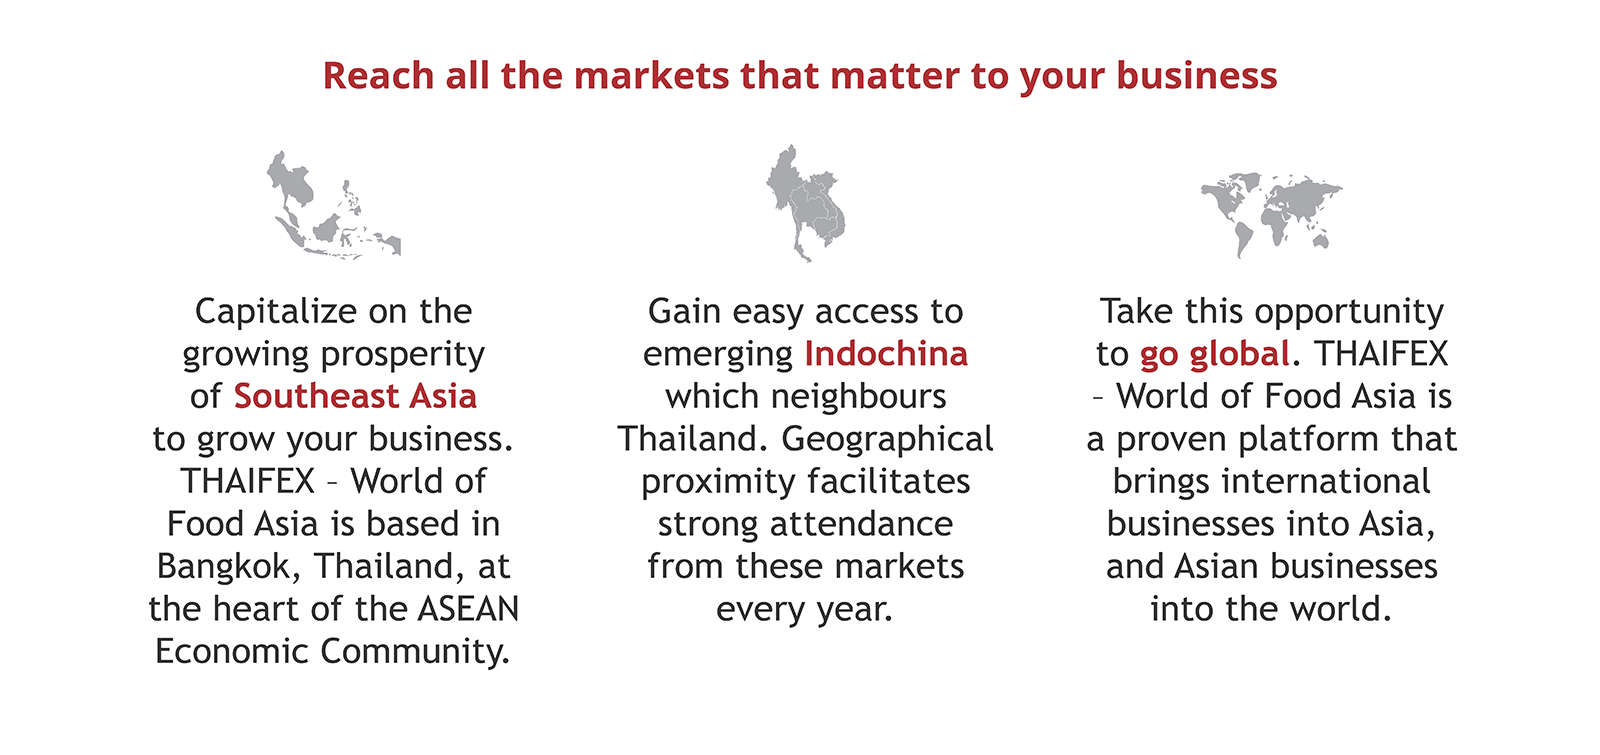 Reach all the markets that matter to your business
Capitalize on the
growing prosperity
of Southeast Asia
to grow your business.
THAIFEX – World of
Food Asia is based in
Bangkok, Thailand, at
the heart of the ASEAN
Economic Community.
Gain easy access to
emerging Indochina
which neighbours
Thailand. Geographical
proximity facilitates
strong attendance
from these markets
every year.
Take this opportunity
to go global. THAIFEX
– World of Food Asia is
a proven platform that
brings international
businesses into Asia,
and Asian businesses
into the world.